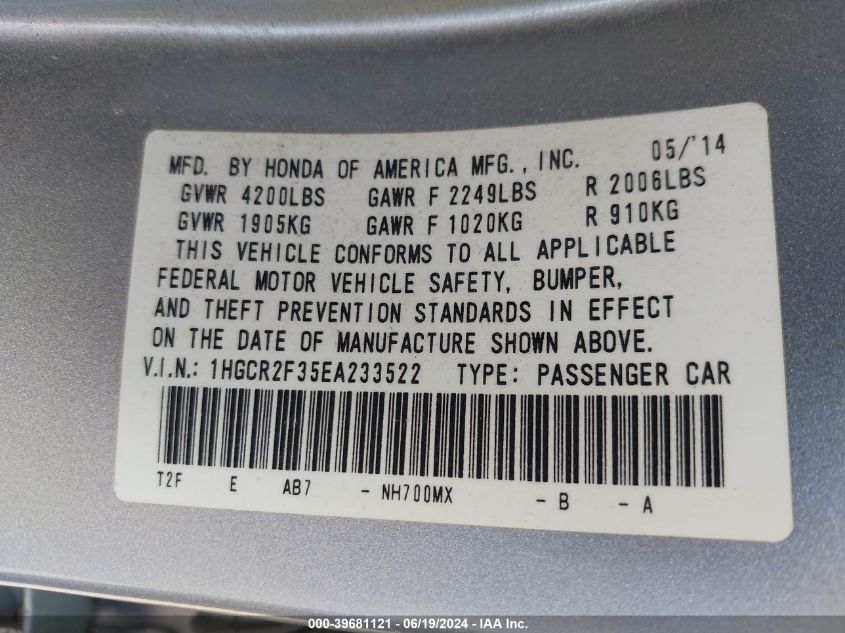 MFD. BY HONDA OF AMERICA MFG., INC. 05/'14
GVWR 4200LBS GAWR F 2249LBS R 2006LBS
GVWR 1905KG GAWR F 1020KG R 910KG
THIS VEHICLE CONFORMS TO ALL APPLICABLE
FEDERAL MOTOR VEHICLE SAFETY, BUMPER,
AND THEFT PREVENTION STANDARDS IN EFFECT
ON THE DATE OF MANUFACTURE SHOWN ABOVE.
V.I.N.: 1HGCR2F35EA233522 TYPE: PASSENGER CAR
T2F E AB7 - NH700MX - B - A
000-39681121 - 06/19/2024 - IAA Inc.